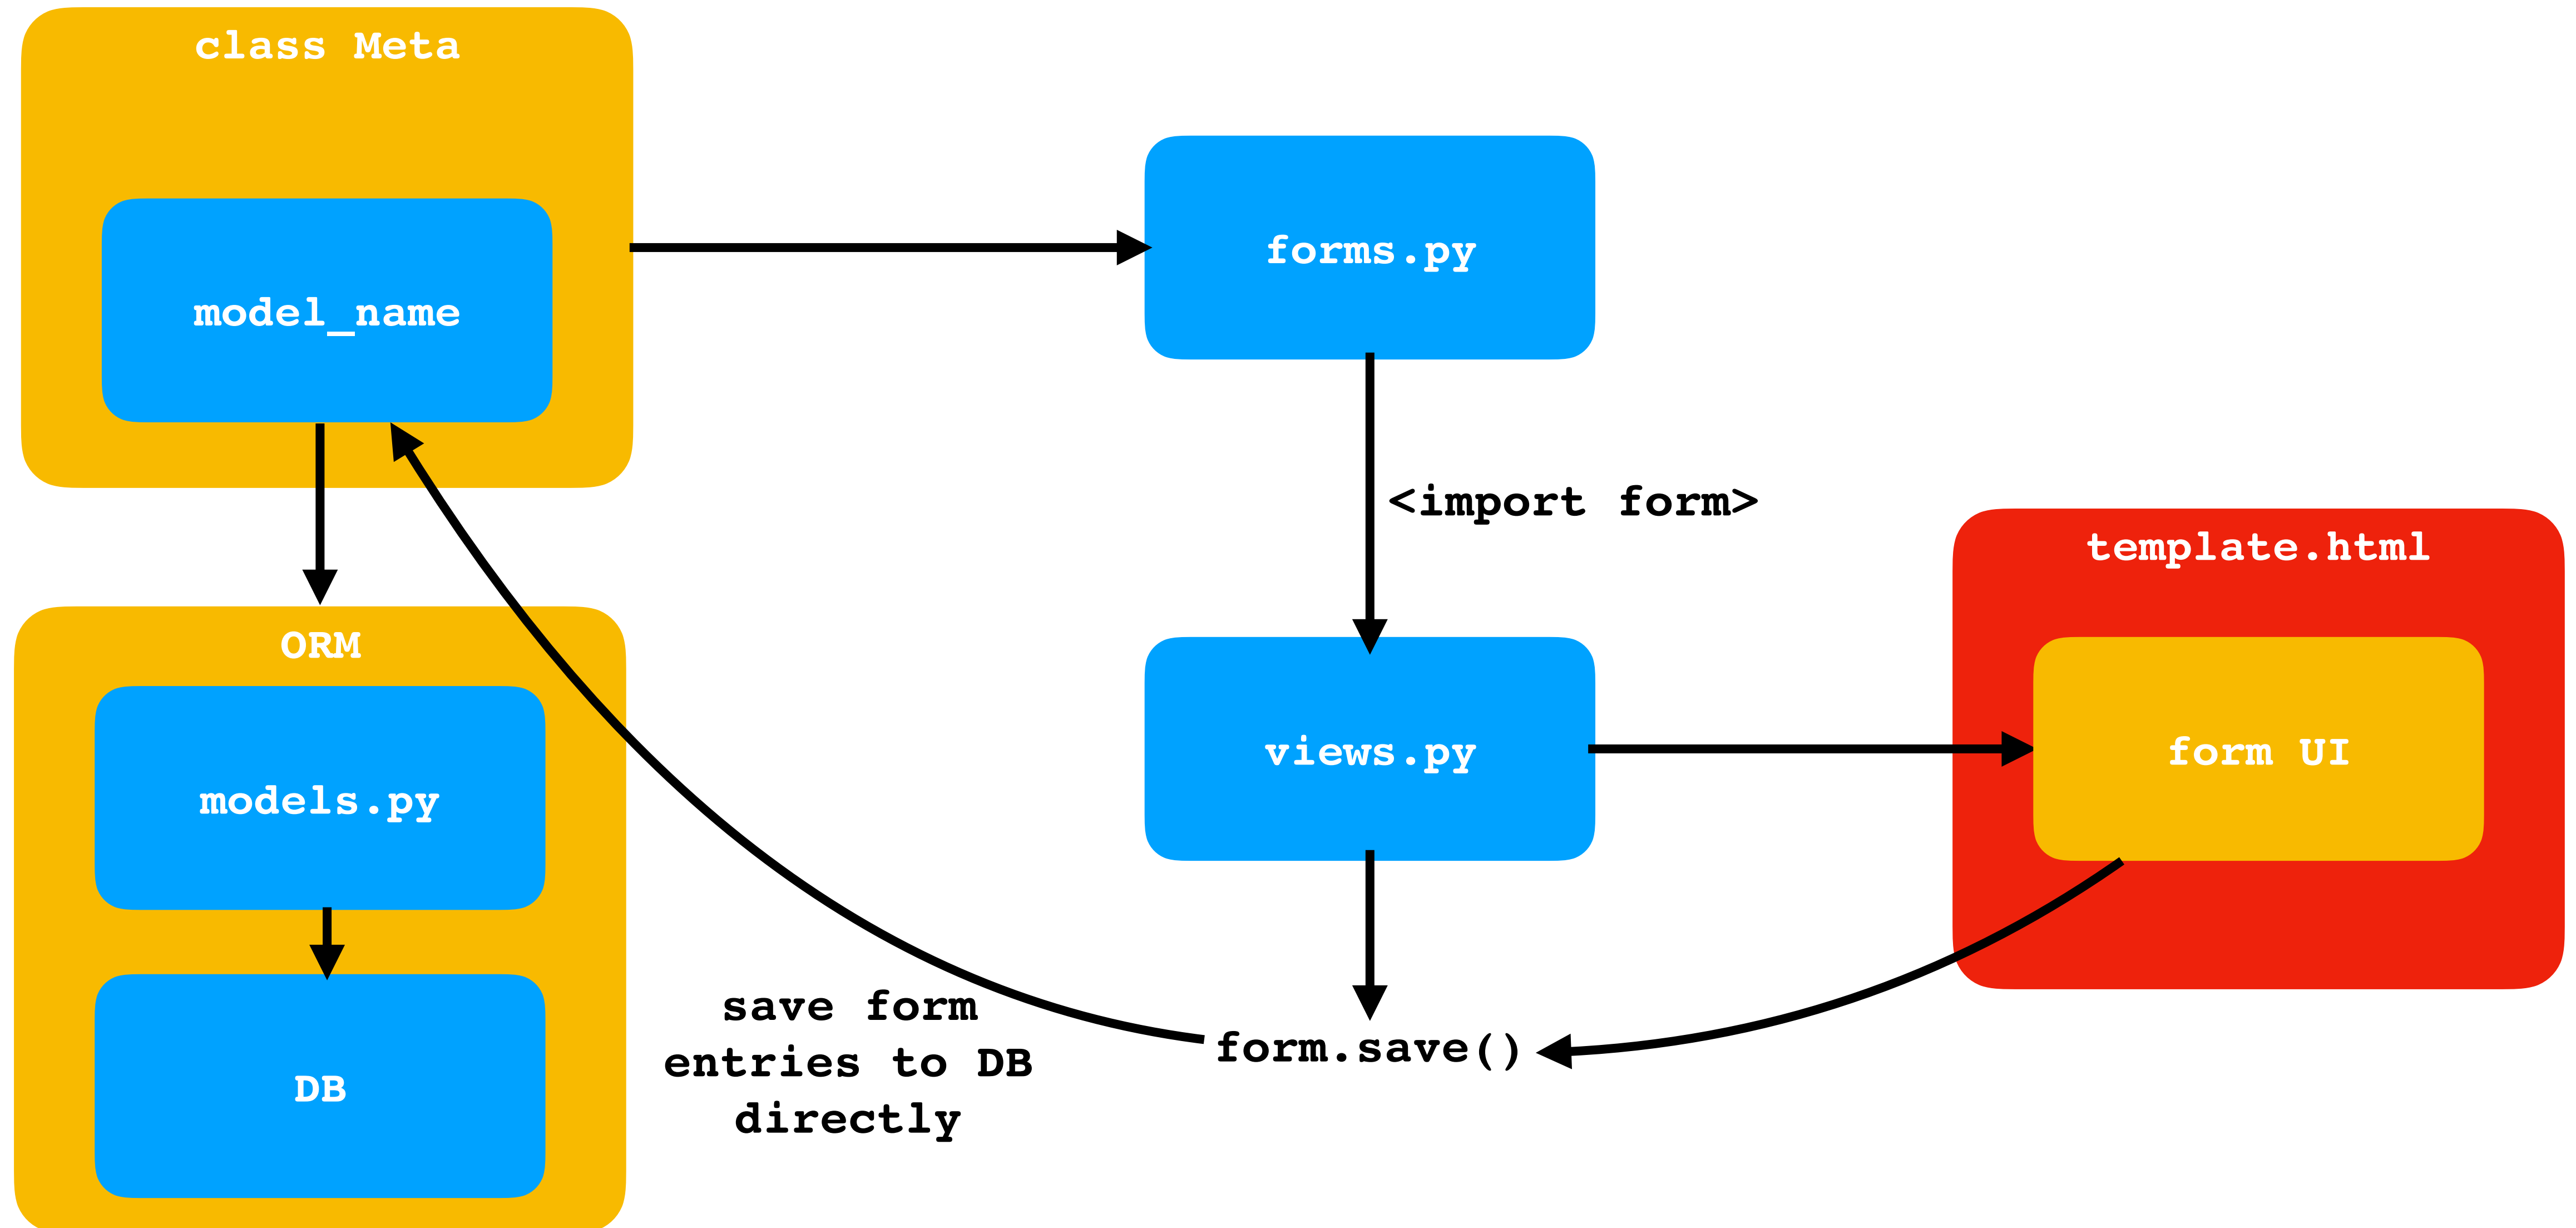 class Meta
model_name
forms.py
<import form>
template.html
ORM
models.py
views.py
form UI
save form
entries to DB
directly
form.save()
DB